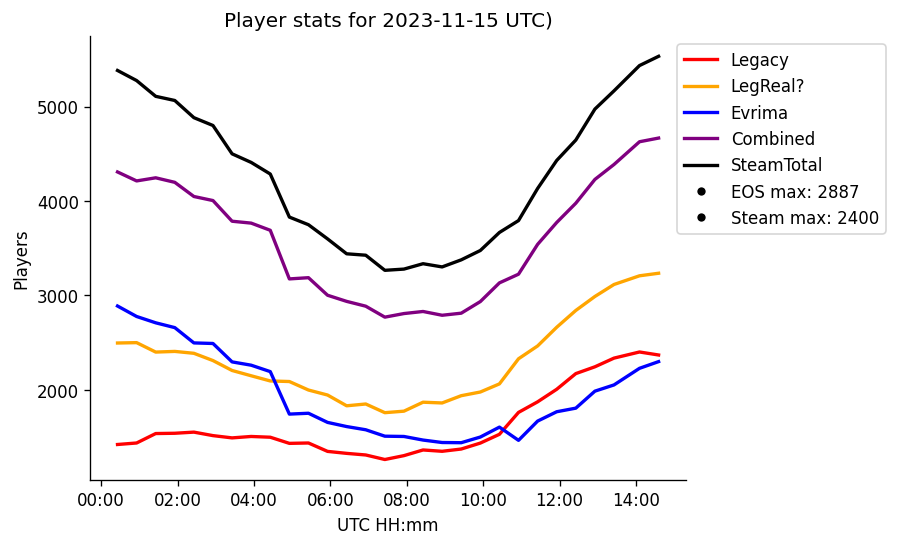 Player stats for 2023-11-15 UTC)
Players
5000
4000
3000
2000
00:00 02:00 04:00 06:00 08:00 10:00 12:00 14:00
UTC HH:mm
Legacy
LegReal?
Evrima
Combined
SteamTotal
EOS max: 2887
Steam max: 2400